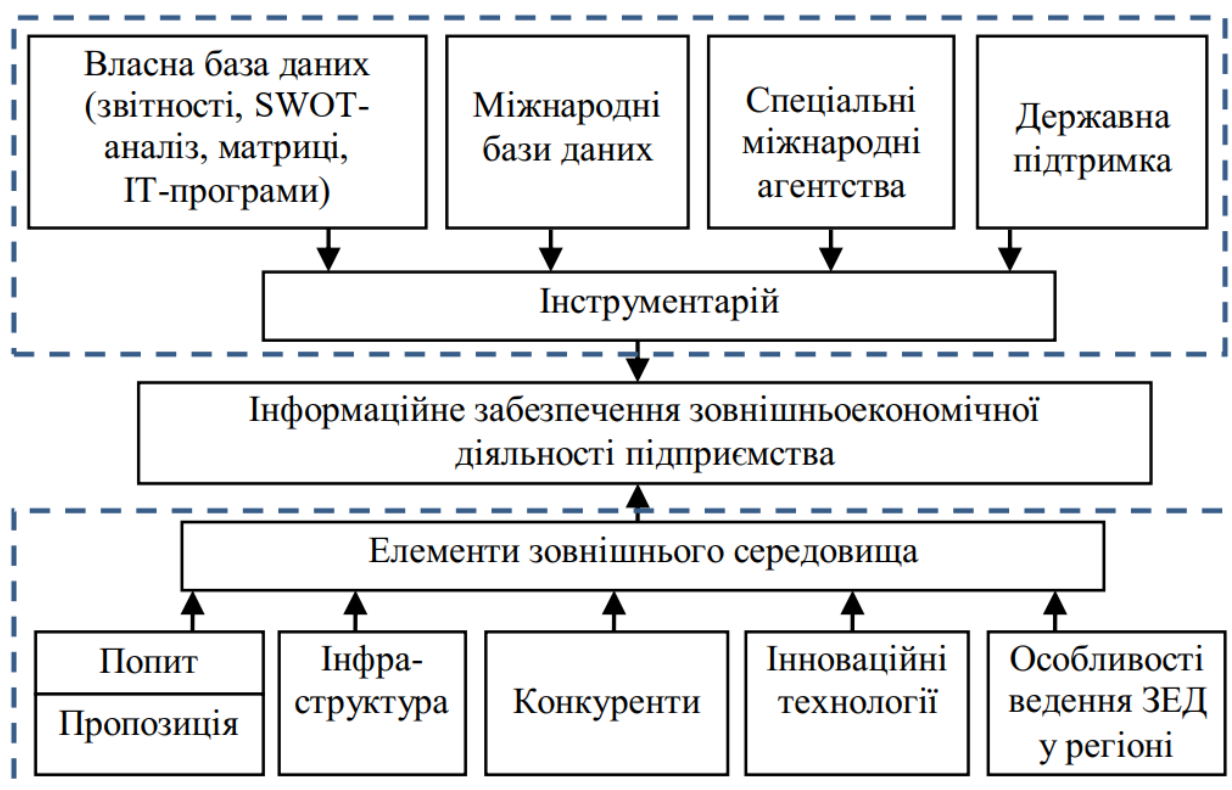 Власна база даних
(звітності, SWOT-
аналіз, матриці,
ІТ-програми)
Міжнародні
бази даних
Спеціальні
міжнародні
агентства
Державна
підтримка
Інструментарій
Інформаційне забезпечення зовнішньоекономічної
діяльності підприємства
Елементи зовнішнього середовища
Попит
Пропозиція
Інфра-
структура
Конкуренти
Інноваційні
технології
Особливості
ведення ЗЕД
у регіоні